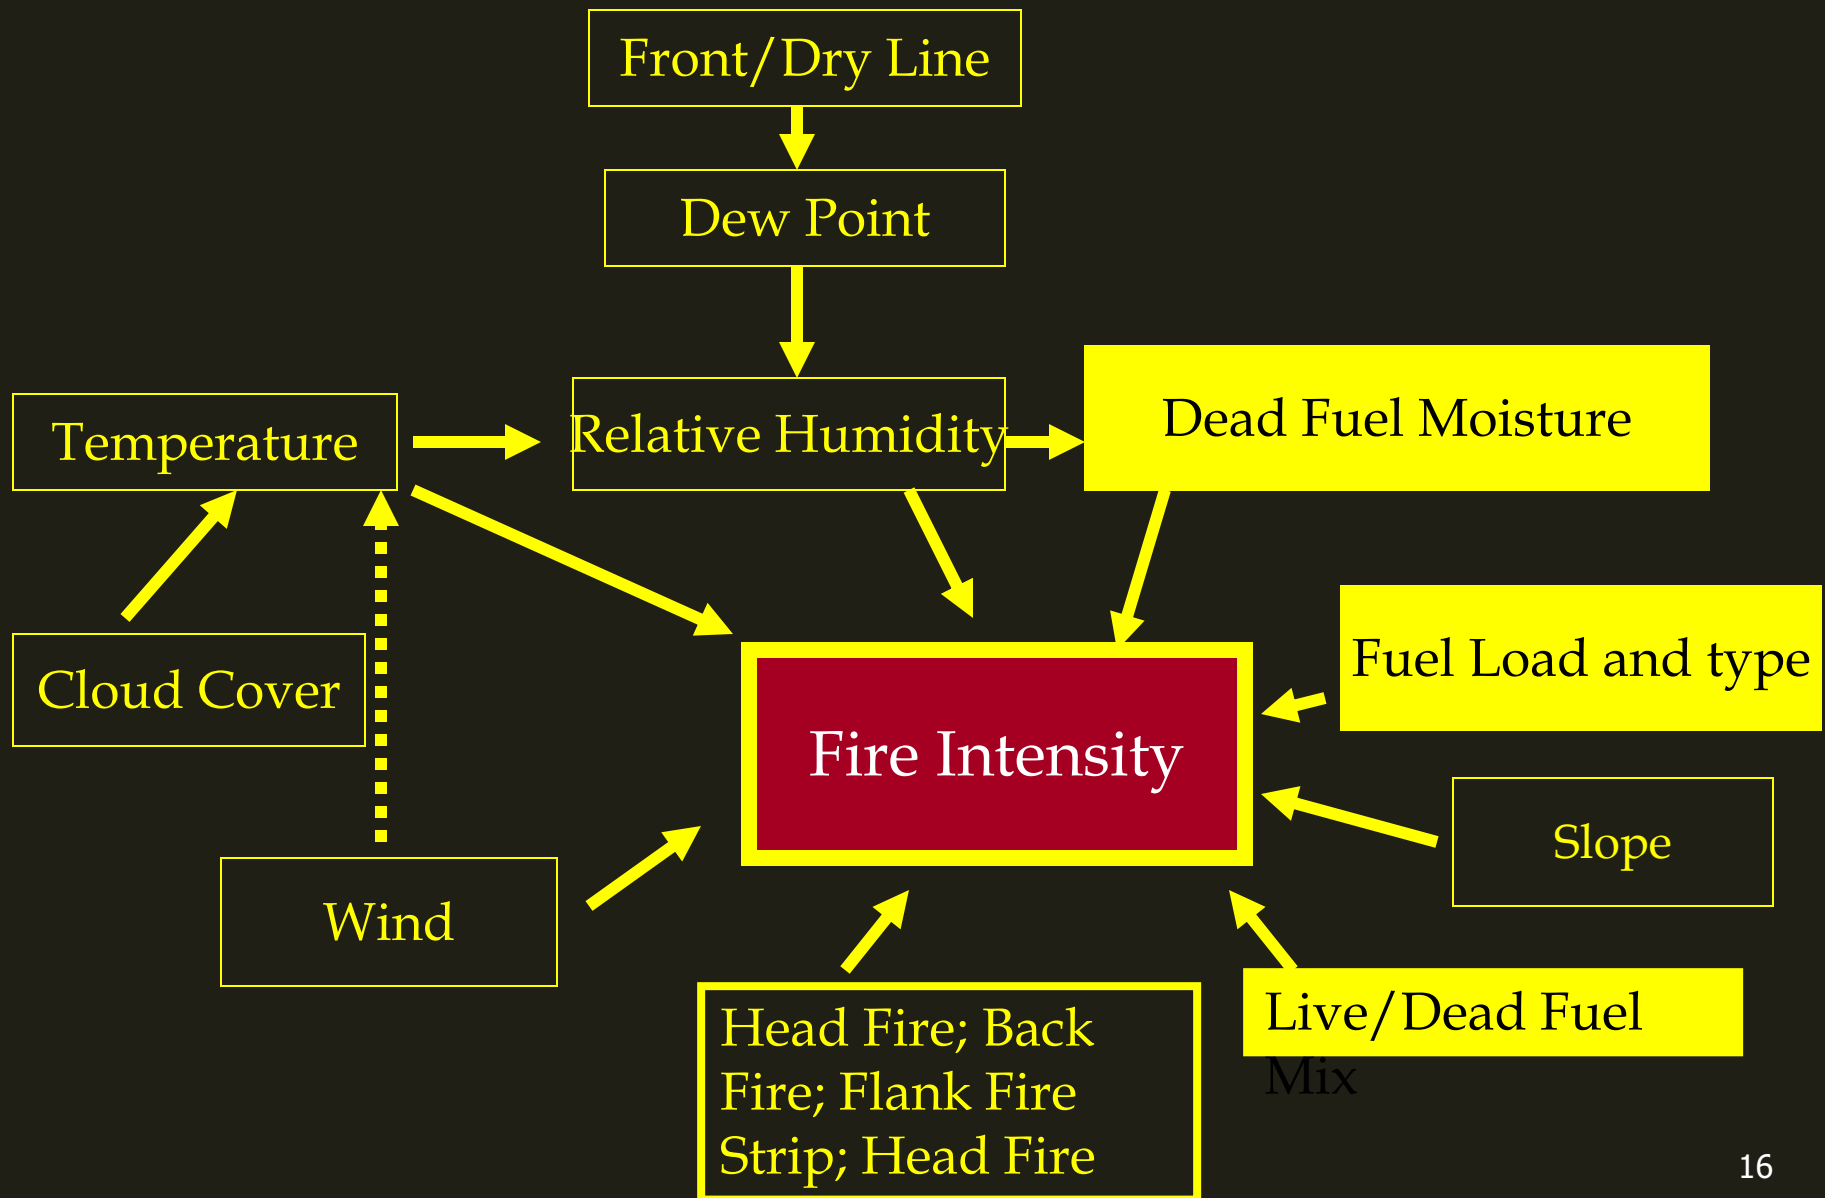 Front/Dry Line
Dew Point
Dead Fuel Moisture
Temperature
Relative Humidity
Fuel Load and type
Cloud Cover
Fire Intensity
Slope
Wind
Head Fire; Back
Fire; Flank Fire
Strip; Head Fire
Live/Dead Fuel
Mix
16